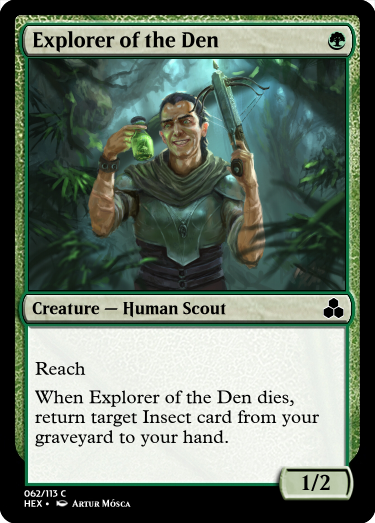 Explorer of the Den
Creature — Human Scout
Reach
When Explorer of the Den dies,
return target Insect card from your
graveyard to your hand.
1/2
062/113 C
HEX • Artur Mósca